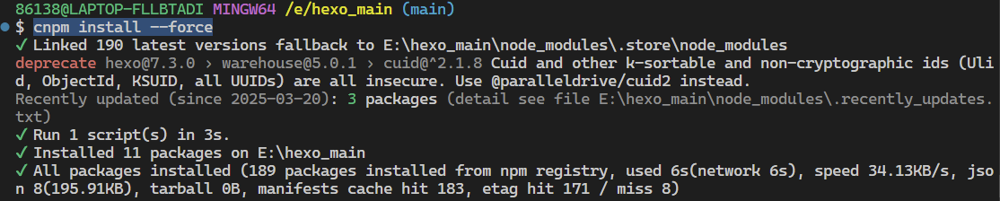 86138@LAPTOP-FLLBTADI MINGW64 /e/hexo_main (main)
$ cnpm install --force
✓ Linked 190 latest versions fallback to E:\hexo_main\node_modules\.store\node_modules
deprecate hexo@7.3.0 › warehouse@5.0.1 › cuid@^2.1.8 Cuid and other k-sortable and non-cryptographic ids (Uli
d, ObjectId, KSUID, all UUIDs) are all insecure. Use @paralleldrive/cuid2 instead.
Recently updated (since 2025-03-20): 3 packages (detail see file E:\hexo_main\node_modules\.recently_updates.
txt)
✓ Run 1 script(s) in 3s.
✓ Installed 11 packages on E:\hexo_main
✓ All packages installed (189 packages installed from npm registry, used 6s(network 6s), speed 34.13KB/s, jso
n 8(195.91KB), tarball 0B, manifests cache hit 183, etag hit 171 / miss 8)